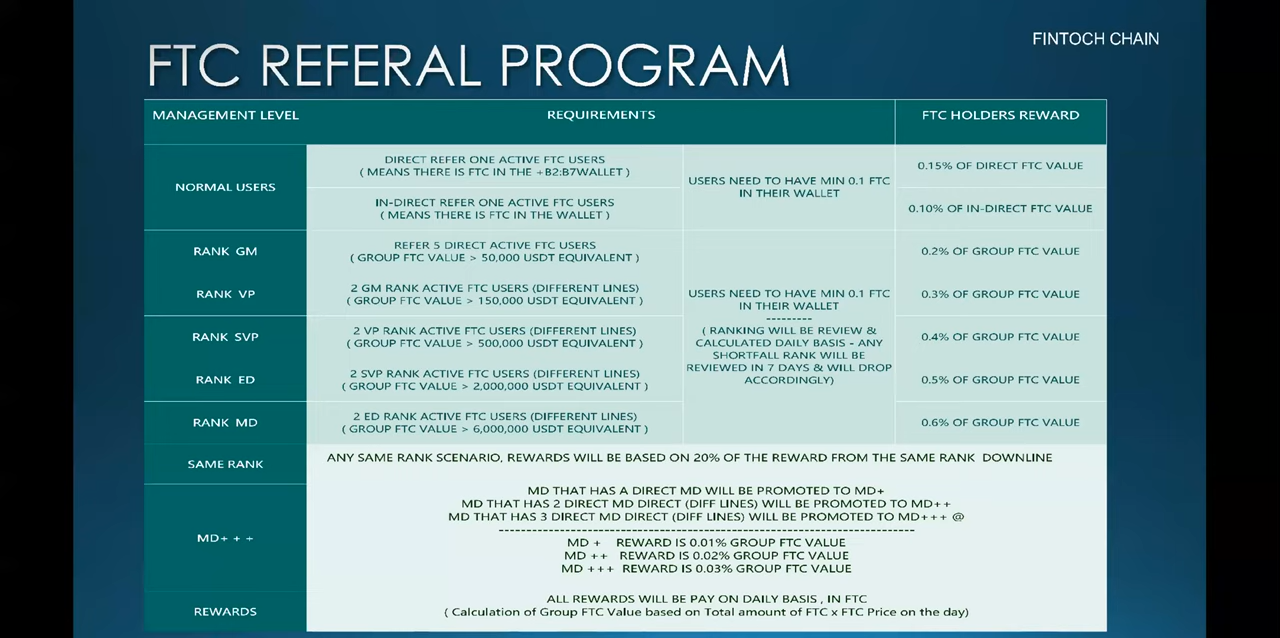 FINTOCH CHAIN
FTC REFERAL PROGRAM
MANAGEMENT LEVEL
REQUIREMENTS
FTC HOLDERS REWARD
NORMAL USERS
DIRECT REFER ONE ACTIVE FTC USERS
( MEANS THERE IS FTC IN THE +B2:B7WALLET )
USERS NEED TO HAVE MIN 0.1 FTC
IN THEIR WALLET
0.15% OF DIRECT FTC VALUE
IN-DIRECT REFER ONE ACTIVE FTC USERS
( MEANS THERE IS FTC IN THE WALLET )
0.10% OF IN-DIRECT FTC VALUE
RANK GM
REFER 5 DIRECT ACTIVE FTC USERS
( GROUP FTC VALUE > 50,000 USDT EQUIVALENT )
0.2% OF GROUP FTC VALUE
RANK VP
2 GM RANK ACTIVE FTC USERS (DIFFERENT LINES)
( GROUP FTC VALUE > 150,000 USDT EQUIVALENT )
0.3% OF GROUP FTC VALUE
USERS NEED TO HAVE MIN 0.1 FTC
IN THEIR WALLET
---------
( RANKING WILL BE REVIEW &
CALCULATED DAILY BASIS - ANY
SHORTFALL RANK WILL BE
REVIEWED IN 7 DAYS & WILL DROP
ACCORDINGLY)
RANK SVP
2 VP RANK ACTIVE FTC USERS (DIFFERENT LINES)
( GROUP FTC VALUE > 500,000 USDT EQUIVALENT )
0.4% OF GROUP FTC VALUE
RANK ED
2 SVP RANK ACTIVE FTC USERS (DIFFERENT LINES)
( GROUP FTC VALUE > 2,000,000 USDT EQUIVALENT )
0.5% OF GROUP FTC VALUE
RANK MD
2 ED RANK ACTIVE FTC USERS (DIFFERENT LINES)
( GROUP FTC VALUE > 6,000,000 USDT EQUIVALENT )
0.6% OF GROUP FTC VALUE
SAME RANK
ANY SAME RANK SCENARIO, REWARDS WILL BE BASED ON 20% OF THE REWARD FROM THE SAME RANK DOWNLINE
MD+ + +
MD THAT HAS A DIRECT MD WILL BE PROMOTED TO MD+
MD THAT HAS 2 DIRECT MD DIRECT (DIFF LINES) WILL BE PROMOTED TO MD++
MD THAT HAS 3 DIRECT MD DIRECT (DIFF LINES) WILL BE PROMOTED TO MD+++ @
--------------------------------------------------------------------------------
MD + REWARD IS 0.01% GROUP FTC VALUE
MD ++ REWARD IS 0.02% GROUP FTC VALUE
MD +++ REWARD IS 0.03% GROUP FTC VALUE
REWARDS
ALL REWARDS WILL BE PAY ON DAILY BASIS , IN FTC
( Calculation of Group FTC Value based on Total amount of FTC x FTC Price on the day)